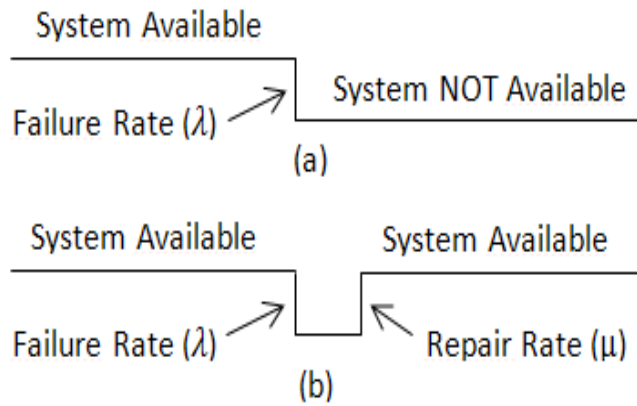 System Available
System NOT Available
Failure Rate (λ)
(a)
System Available
System Available
Failure Rate (λ)
Repair Rate (μ)
(b)